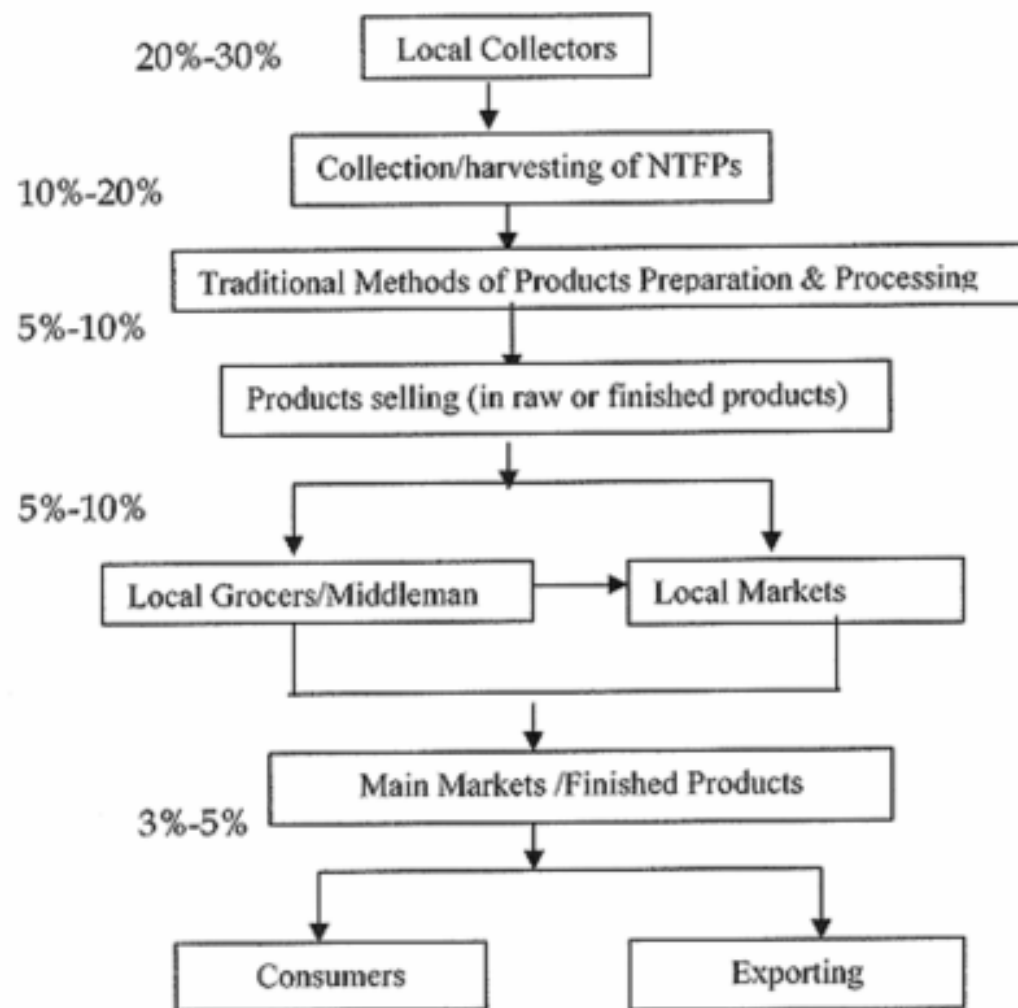 20%-30%
Local Collectors
Collection/harvesting of NTFPs
10%-20%
Traditional Methods of Products Preparation & Processing
5%-10%
Products selling (in raw or finished products)
5%-10%
Local Grocers/Middleman
Local Markets
Main Markets /Finished Products
3%-5%
Consumers
Exporting